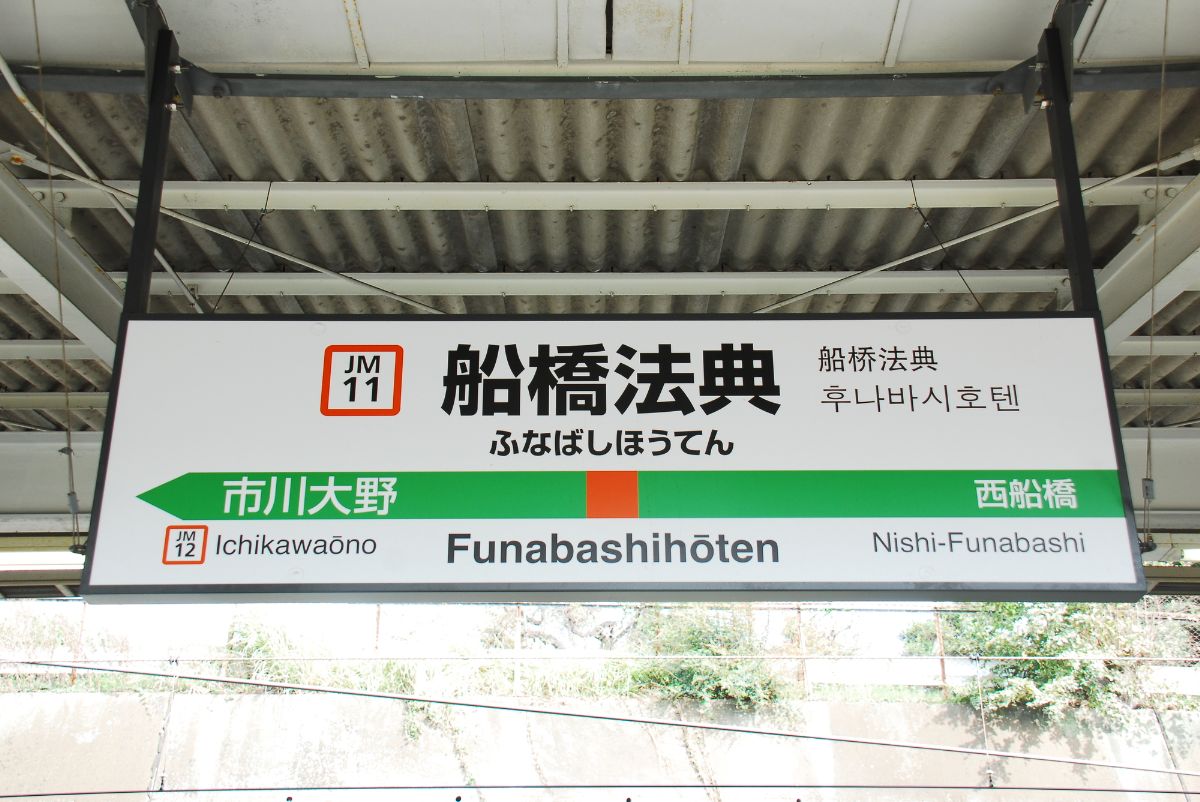 JM
11
船橋法典
船桥法典
후나바시호텐
ふなばしほうてん
市川大野
西船橋
JM
12
Ichikawaōno
Funabashihōten
Nishi-Funabashi